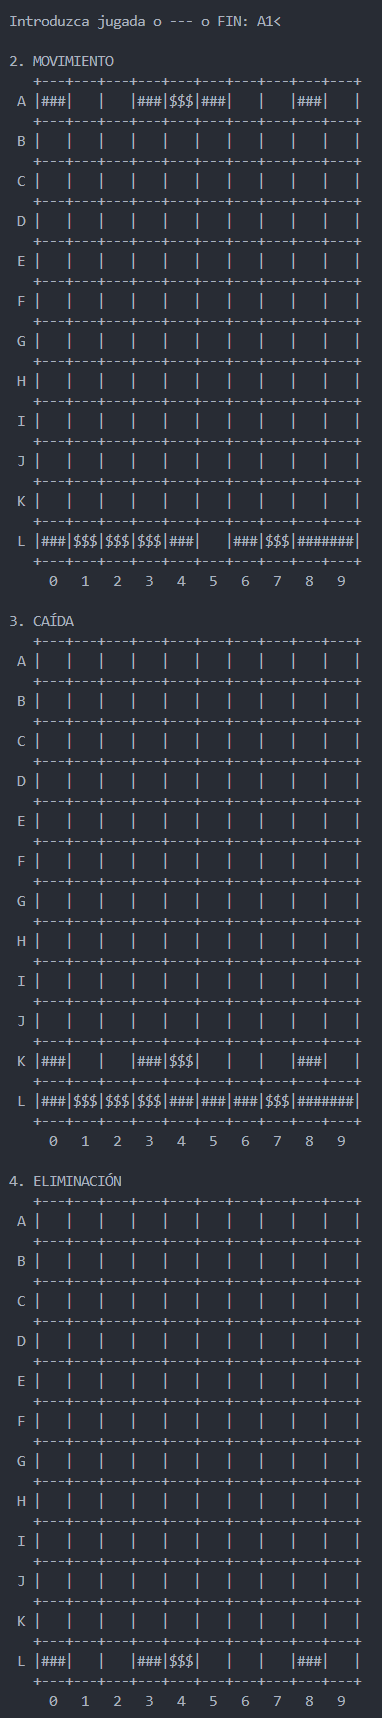 Introduzca jugada o --- o FIN: A1<
2. MOVIMIENTO
  +---+---+---+---+---+---+---+---+---+---+
A |###|   |   |###|$$$|###|   |   |###|   |
  +---+---+---+---+---+---+---+---+---+---+
B |   |   |   |   |   |   |   |   |   |   |
  +---+---+---+---+---+---+---+---+---+---+
C |   |   |   |   |   |   |   |   |   |   |
  +---+---+---+---+---+---+---+---+---+---+
D |   |   |   |   |   |   |   |   |   |   |
  +---+---+---+---+---+---+---+---+---+---+
E |   |   |   |   |   |   |   |   |   |   |
  +---+---+---+---+---+---+---+---+---+---+
F |   |   |   |   |   |   |   |   |   |   |
  +---+---+---+---+---+---+---+---+---+---+
G |   |   |   |   |   |   |   |   |   |   |
  +---+---+---+---+---+---+---+---+---+---+
H |   |   |   |   |   |   |   |   |   |   |
  +---+---+---+---+---+---+---+---+---+---+
I |   |   |   |   |   |   |   |   |   |   |
  +---+---+---+---+---+---+---+---+---+---+
J |   |   |   |   |   |   |   |   |   |   |
  +---+---+---+---+---+---+---+---+---+---+
K |   |   |   |   |   |   |   |   |   |   |
  +---+---+---+---+---+---+---+---+---+---+
L |###|$$$|$$$|$$$|###|   |###|$$$|#######|
  +---+---+---+---+---+---+---+---+---+---+
    0   1   2   3   4   5   6   7   8   9
3. CAÍDA
  +---+---+---+---+---+---+---+---+---+---+
A |   |   |   |   |   |   |   |   |   |   |
  +---+---+---+---+---+---+---+---+---+---+
B |   |   |   |   |   |   |   |   |   |   |
  +---+---+---+---+---+---+---+---+---+---+
C |   |   |   |   |   |   |   |   |   |   |
  +---+---+---+---+---+---+---+---+---+---+
D |   |   |   |   |   |   |   |   |   |   |
  +---+---+---+---+---+---+---+---+---+---+
E |   |   |   |   |   |   |   |   |   |   |
  +---+---+---+---+---+---+---+---+---+---+
F |   |   |   |   |   |   |   |   |   |   |
  +---+---+---+---+---+---+---+---+---+---+
G |   |   |   |   |   |   |   |   |   |   |
  +---+---+---+---+---+---+---+---+---+---+
H |   |   |   |   |   |   |   |   |   |   |
  +---+---+---+---+---+---+---+---+---+---+
I |   |   |   |   |   |   |   |   |   |   |
  +---+---+---+---+---+---+---+---+---+---+
J |   |   |   |   |   |   |   |   |   |   |
  +---+---+---+---+---+---+---+---+---+---+
K |###|   |   |###|$$$|   |   |   |###|   |
  +---+---+---+---+---+---+---+---+---+---+
L |###|$$$|$$$|$$$|###|###|###|$$$|#######|
  +---+---+---+---+---+---+---+---+---+---+
    0   1   2   3   4   5   6   7   8   9
4. ELIMINACIÓN
  +---+---+---+---+---+---+---+---+---+---+
A |   |   |   |   |   |   |   |   |   |   |
  +---+---+---+---+---+---+---+---+---+---+
B |   |   |   |   |   |   |   |   |   |   |
  +---+---+---+---+---+---+---+---+---+---+
C |   |   |   |   |   |   |   |   |   |   |
  +---+---+---+---+---+---+---+---+---+---+
D |   |   |   |   |   |   |   |   |   |   |
  +---+---+---+---+---+---+---+---+---+---+
E |   |   |   |   |   |   |   |   |   |   |
  +---+---+---+---+---+---+---+---+---+---+
F |   |   |   |   |   |   |   |   |   |   |
  +---+---+---+---+---+---+---+---+---+---+
G |   |   |   |   |   |   |   |   |   |   |
  +---+---+---+---+---+---+---+---+---+---+
H |   |   |   |   |   |   |   |   |   |   |
  +---+---+---+---+---+---+---+---+---+---+
I |   |   |   |   |   |   |   |   |   |   |
  +---+---+---+---+---+---+---+---+---+---+
J |   |   |   |   |   |   |   |   |   |   |
  +---+---+---+---+---+---+---+---+---+---+
K |   |   |   |   |   |   |   |   |   |   |
  +---+---+---+---+---+---+---+---+---+---+
L |###|   |   |###|$$$|   |   |   |###|   |
  +---+---+---+---+---+---+---+---+---+---+
    0   1   2   3   4   5   6   7   8   9